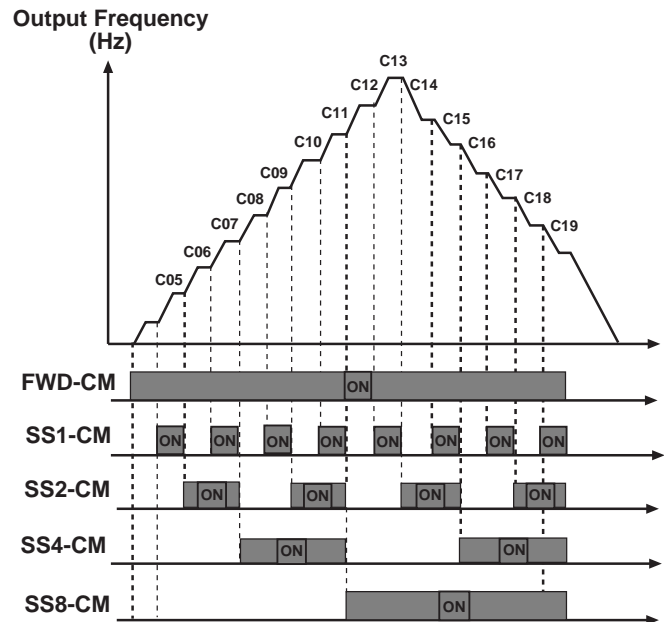 Output Frequency
(Hz)
C13
C12
C14
C11
C15
C10
C16
C09
C17
C08
C18
C07
C19
C06
C05
FWD-CM
ON
SS1-CM
ON ON ON ON ON ON ON ON
SS2-CM
ON ON ON ON
SS4-CM
ON ON
SS8-CM
ON